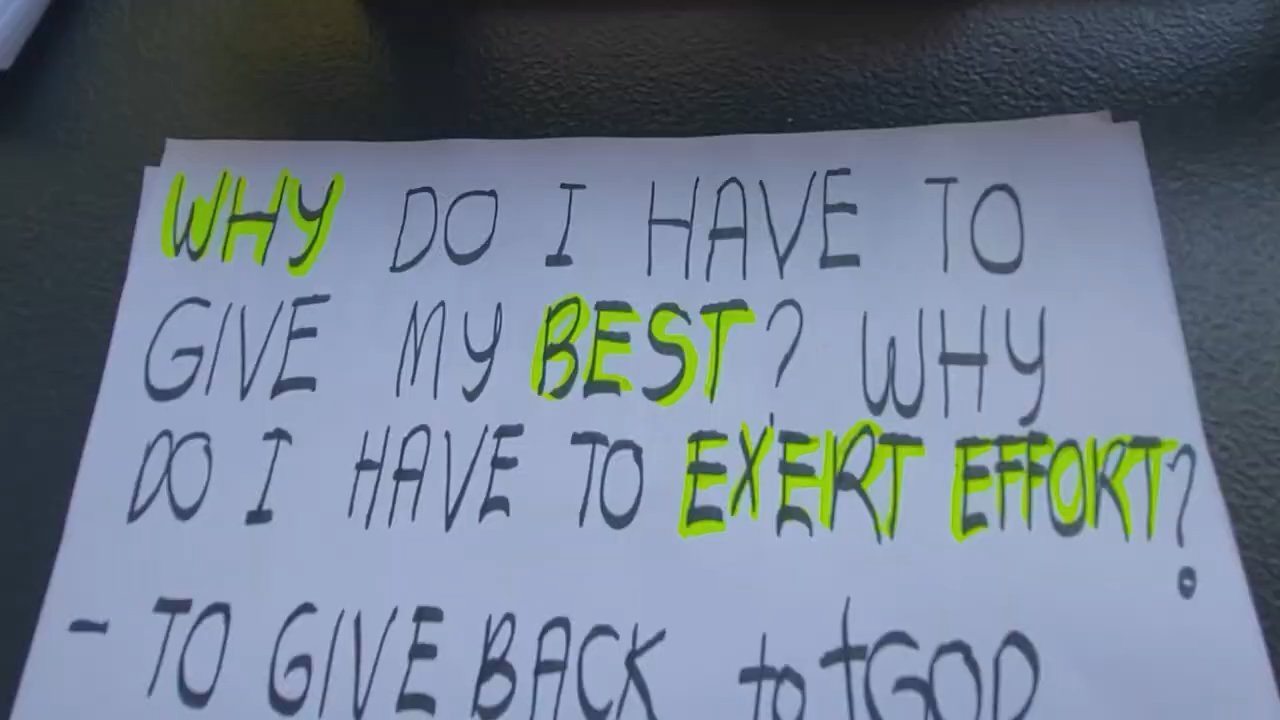 WHY DO I HAVE TO
GIVE MY BEST? WHY
DO I HAVE TO EXERT EFFORT?
- TO GIVE BACK to GOD